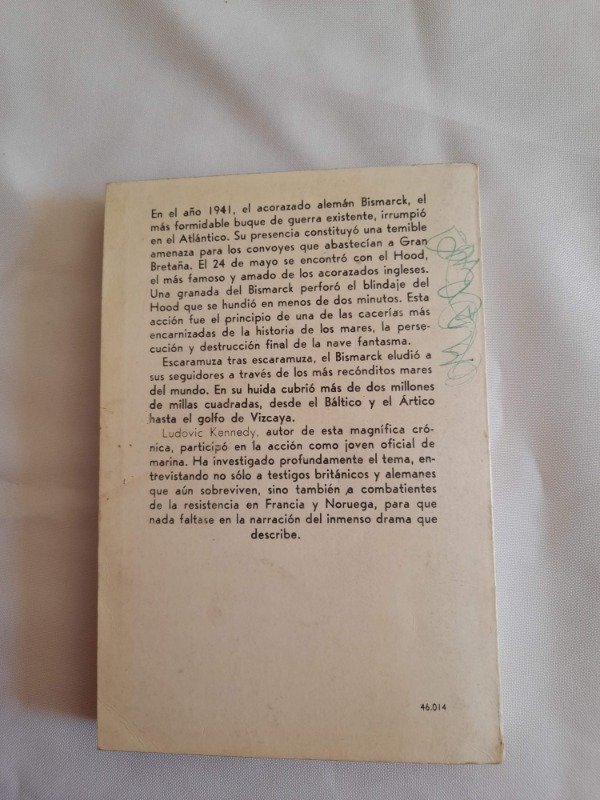 En el año 1941, el acorazado alemán Bismarck, el
más formidable buque de guerra existente, irrumpió
en el Atlántico. Su presencia constituyó una temible
amenaza para los convoyes que abastecían a Gran
Bretaña. El 24 de mayo se encontró con el Hood,
el más famoso y amado de los acorazados ingleses.
Una granada del Bismarck perforó el blindaje del
Hood que se hundió en menos de dos minutos. Esta
acción fue el principio de una de las cacerías más
encarnizadas de la historia de los mares, la perse-
cución y destrucción final de la nave fantasma.
Escaramuza tras escaramuza, el Bismarck eludió a
sus seguidores a través de los más recónditos mares
del mundo. En su huida cubrió más de dos millones
de millas cuadradas, desde el Báltico y el Ártico
hasta el golfo de Vizcaya.
Ludovic Kennedy, autor de esta magnífica cró-
nica, participó en la acción como joven oficial de
marina. Ha investigado profundamente el tema, en-
trevistando no sólo a testigos británicos y alemanes
que aún sobreviven, sino también a combatientes
de la resistencia en Francia y Noruega, para que
nada faltase en la narración del inmenso drama que
describe.
46.014